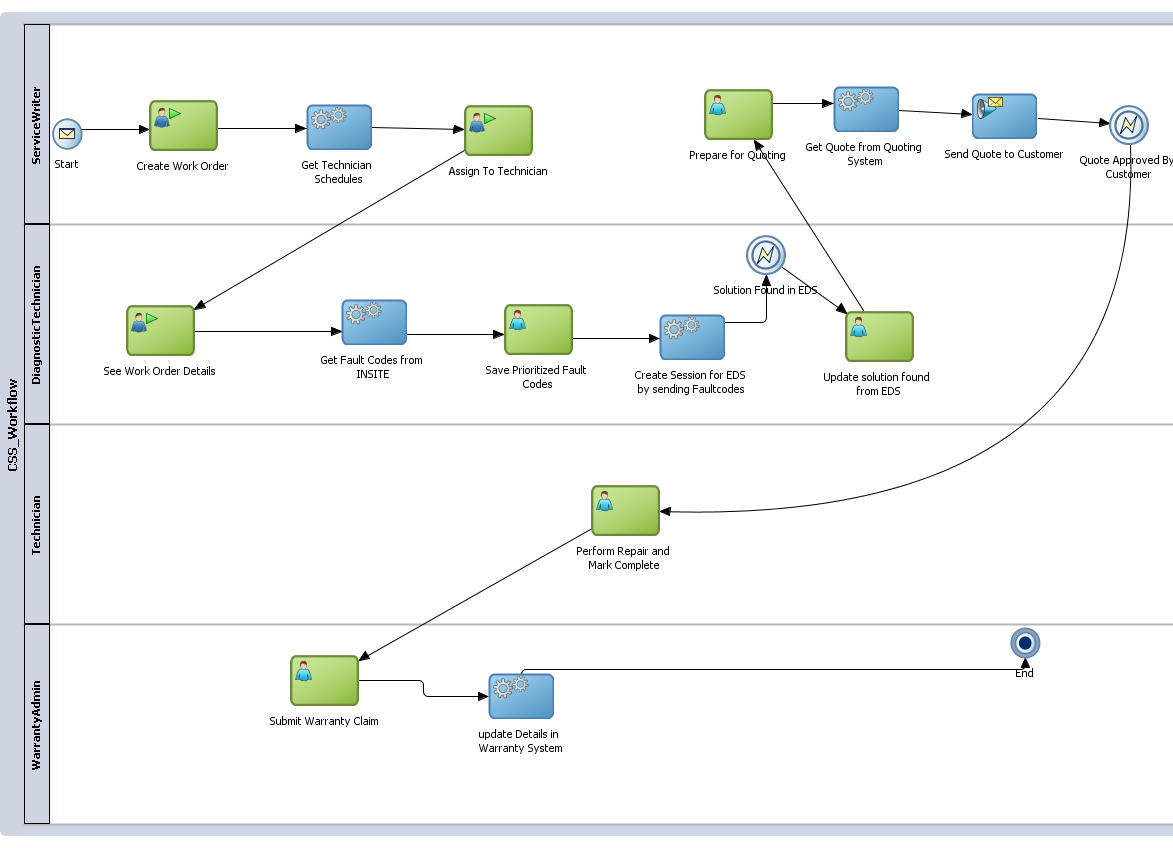 CSS_Workflow
ServiceWriter
Start
Create Work Order
Get Technician
Schedules
Assign To Technician
Prepare for Quoting
Get Quote from Quoting
System
Send Quote to Customer
Quote Approved By
Customer
DiagnosticTechnician
See Work Order Details
Get Fault Codes from
INSITE
Save Prioritized Fault
Codes
Create Session for EDS
by sending Faultcodes
Solution Found in EDS
Update solution found
from EDS
Technician
Perform Repair and
Mark Complete
WarrantyAdmin
Submit Warranty Claim
update Details in
Warranty System
End